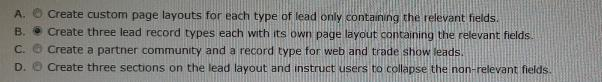 A. Create custom page layouts for each type of lead only containing the relevant fields.
B. Create three lead record types each with its own page layout containing the relevant fields.
C. Create a partner community and a record type for web and trade show leads.
D. Create three sections on the lead layout and instruct users to collapse the non-relevant fields.